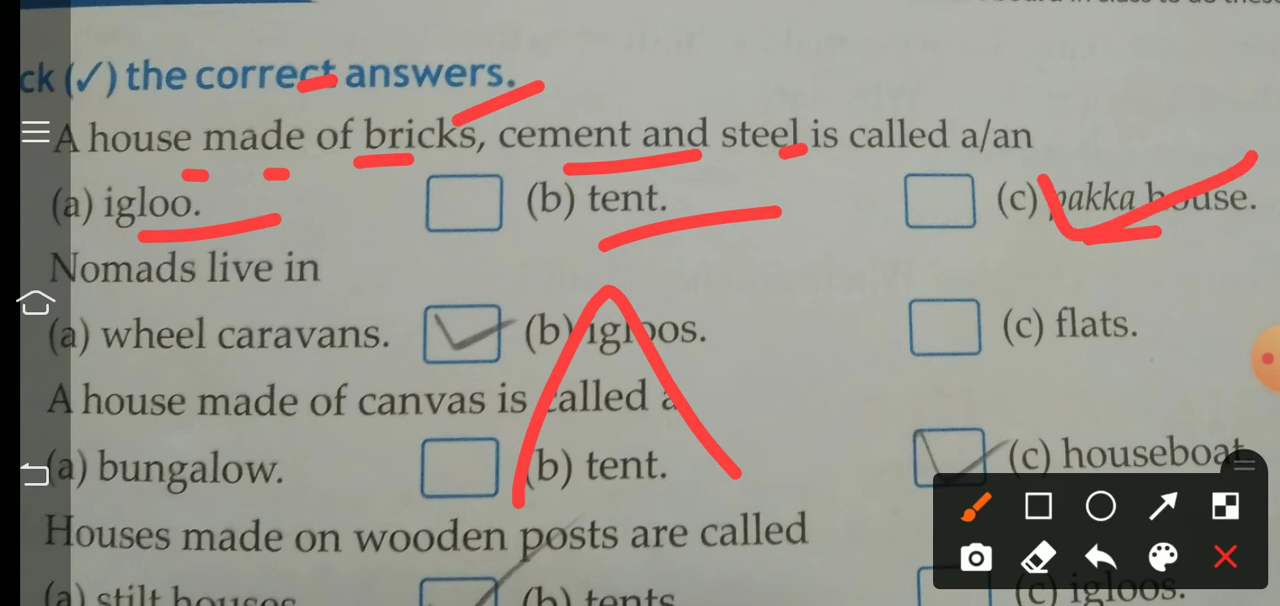 ck (✓) the correct answers.
A house made of bricks, cement and steel is called a/an
(a) igloo. (b) tent. (c) pakka house.
Nomads live in
(a) wheel caravans. (b) igloos. (c) flats.
A house made of canvas is called a
(a) bungalow. (b) tent. (c) houseboat
Houses made on wooden posts are called
(a) stilt houses (b) tents (c) igloos.